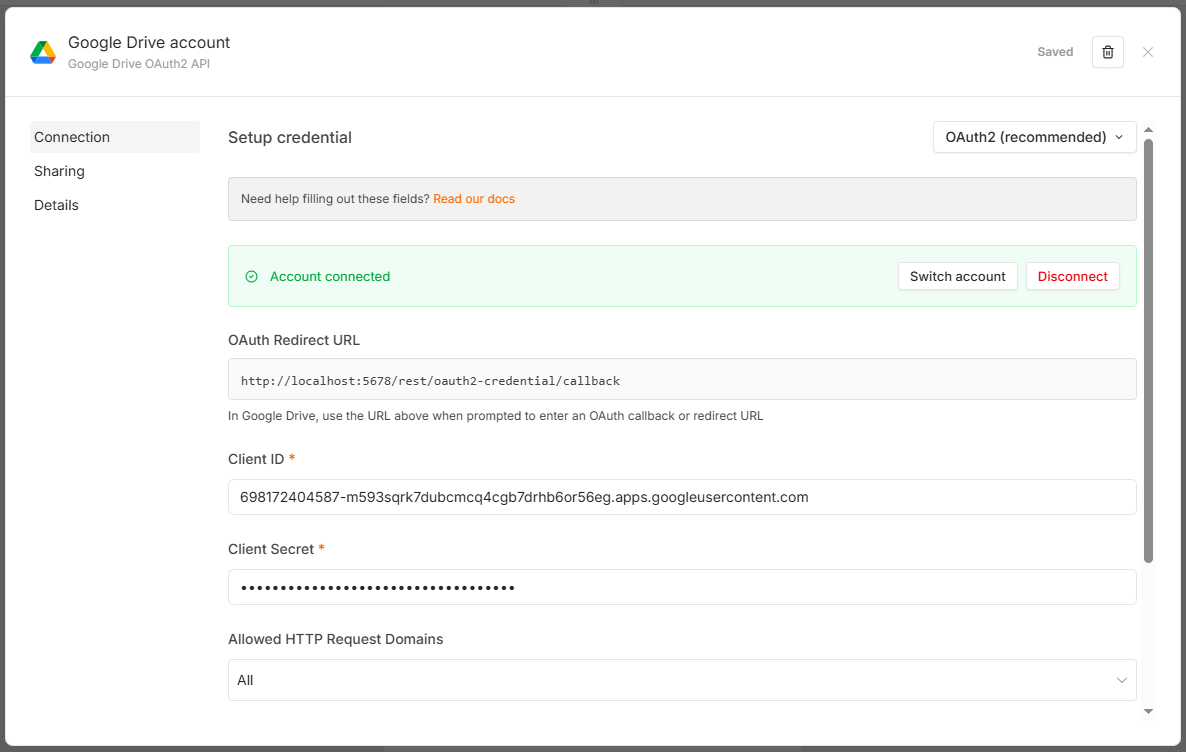 Google Drive account
Google Drive OAuth2 API
Saved
Connection
Sharing
Details
Setup credential
OAuth2 (recommended)
Need help filling out these fields? Read our docs
Account connected
Switch account
Disconnect
OAuth Redirect URL
http://localhost:5678/rest/oauth2-credential/callback
In Google Drive, use the URL above when prompted to enter an OAuth callback or redirect URL
Client ID *
698172404587-m593sqrk7dubcmcq4cgb7drhb6or56eg.apps.googleusercontent.com
Client Secret *
•••••••••••••••••••••••••••••••••••
Allowed HTTP Request Domains
All